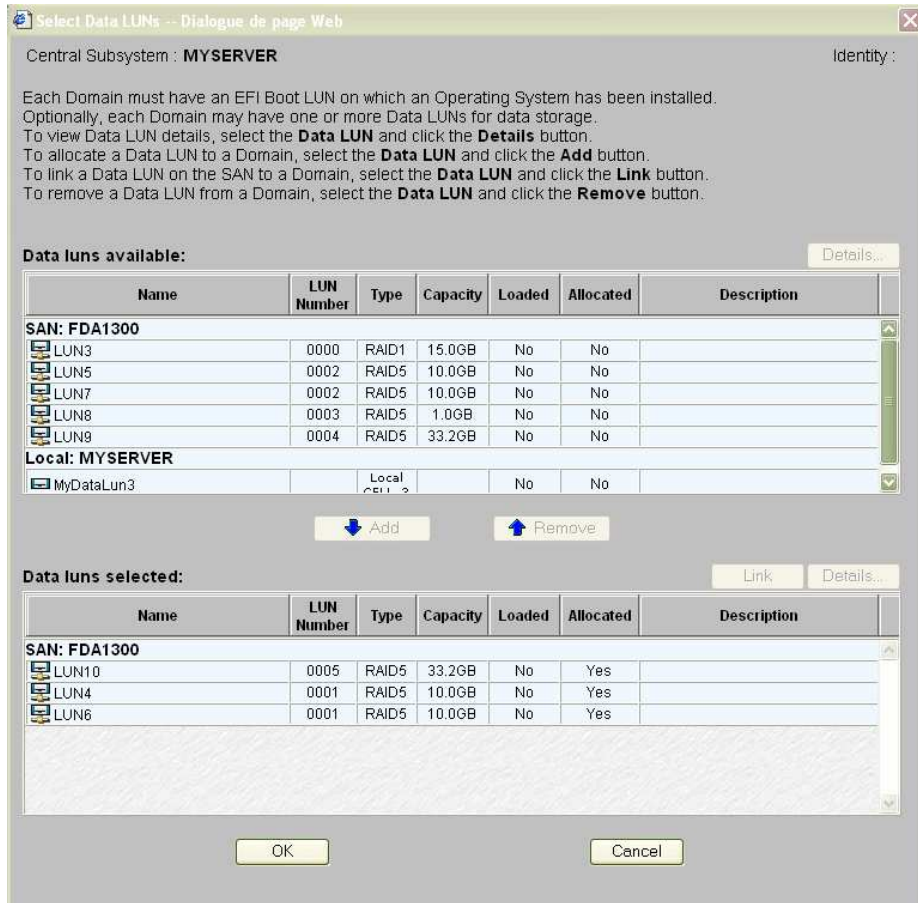 Select Data LUNs -- Dialogue de page Web
Central Subsystem : MYSERVER Identity :
Each Domain must have an EFI Boot LUN on which an Operating System has been installed.
Optionally, each Domain may have one or more Data LUNs for data storage.
To view Data LUN details, select the Data LUN and click the Details button.
To allocate a Data LUN to a Domain, select the Data LUN and click the Add button.
To link a Data LUN on the SAN to a Domain, select the Data LUN and click the Link button.
To remove a Data LUN from a Domain, select the Data LUN and click the Remove button.
Data luns available: Details...
Name LUN Number Type Capacity Loaded Allocated Description
SAN: FDA1300
LUN3 0000 RAID1 15.0GB No No
LUN5 0002 RAID5 10.0GB No No
LUN7 0002 RAID5 10.0GB No No
LUN8 0003 RAID5 1.0GB No No
LUN9 0004 RAID5 33.2GB No No
Local: MYSERVER
MyDataLun3 Local No No
Add Remove
Data luns selected: Link Details...
Name LUN Number Type Capacity Loaded Allocated Description
SAN: FDA1300
LUN10 0005 RAID5 33.2GB No Yes
LUN4 0001 RAID5 10.0GB No Yes
LUN6 0001 RAID5 10.0GB No Yes
OK Cancel